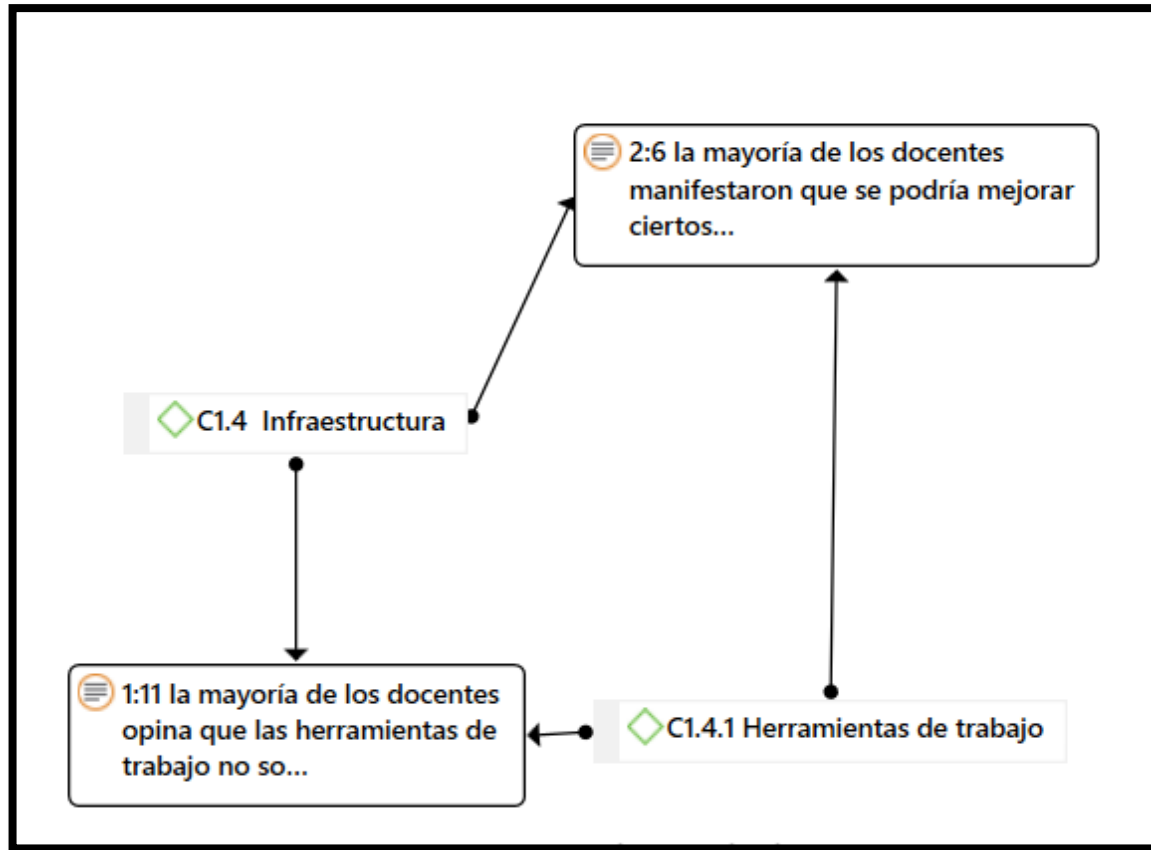 2:6 la mayoría de los docentes
manifestaron que se podría mejorar
ciertos...
C1.4 Infraestructura
1:11 la mayoría de los docentes
opina que las herramientas de
trabajo no so...
C1.4.1 Herramientas de trabajo